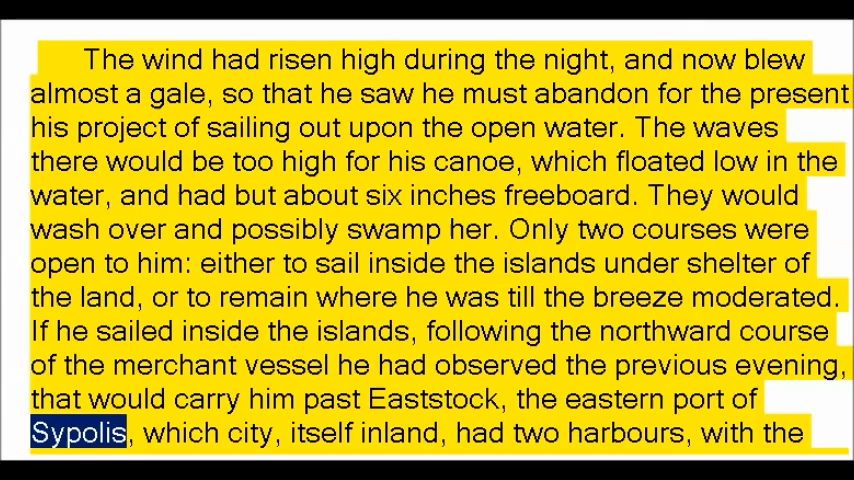 The wind had risen high during the night, and now blew
almost a gale, so that he saw he must abandon for the present
his project of sailing out upon the open water. The waves
there would be too high for his canoe, which floated low in the
water, and had but about six inches freeboard. They would
wash over and possibly swamp her. Only two courses were
open to him: either to sail inside the islands under shelter of
the land, or to remain where he was till the breeze moderated.
If he sailed inside the islands, following the northward course
of the merchant vessel he had observed the previous evening,
that would carry him past Eaststock, the eastern port of
Sypolis, which city, itself inland, had two harbours, with the